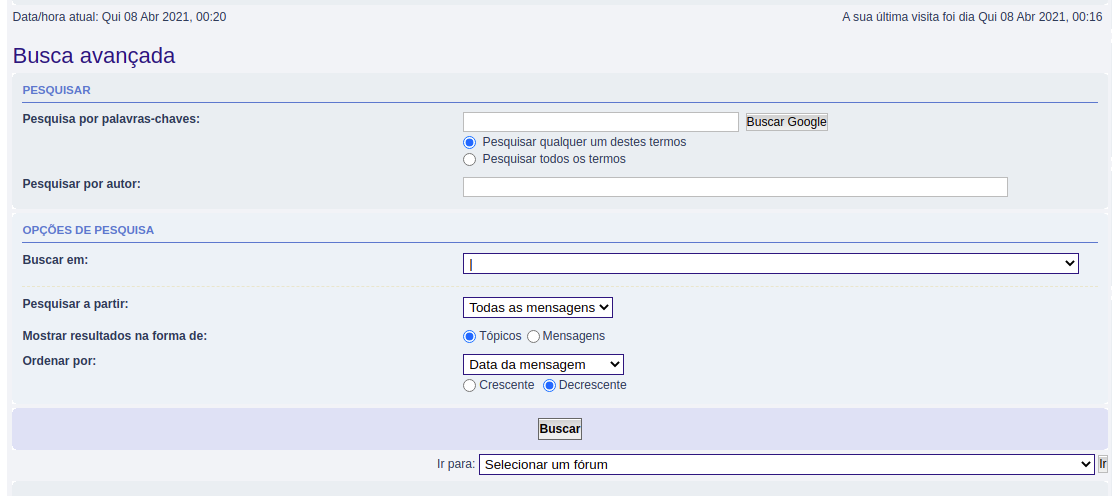 Data/hora atual: Qui 08 Abr 2021, 00:20 A sua última visita foi dia Qui 08 Abr 2021, 00:16
Busca avançada
PESQUISAR
Pesquisa por palavras-chaves: Buscar Google
Pesquisar qualquer um destes termos
Pesquisar todos os termos
Pesquisar por autor:
OPÇÕES DE PESQUISA
Buscar em: |
Pesquisar a partir: Todas as mensagens
Mostrar resultados na forma de: Tópicos Mensagens
Ordenar por: Data da mensagem
Crescente Decrescente
Buscar
Ir para: Selecionar um fórum Ir